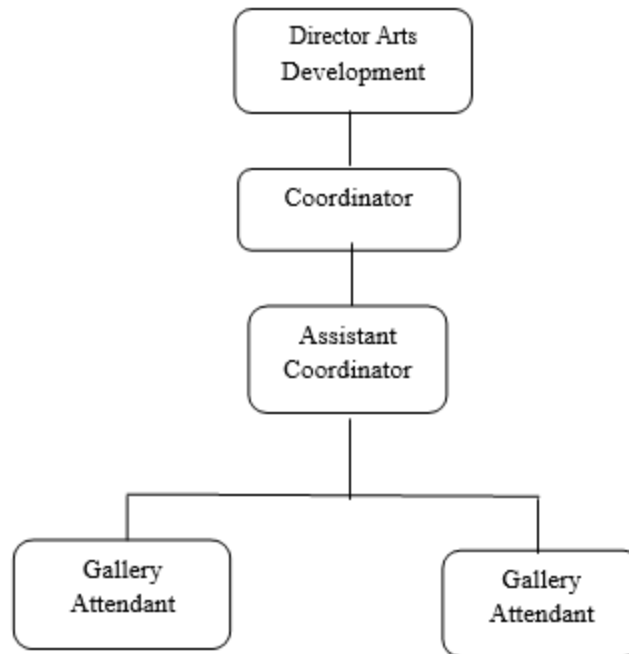 Director Arts
Development
Coordinator
Assistant
Coordinator
Gallery
Attendant
Gallery
Attendant